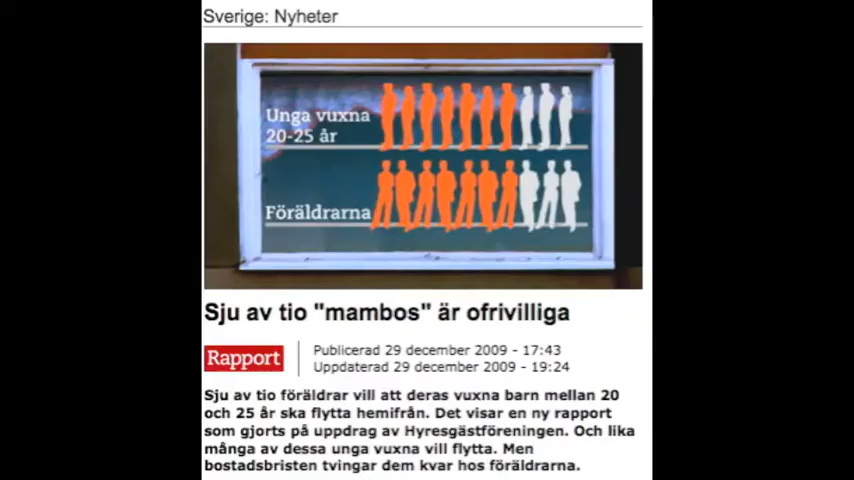 Sverige: Nyheter
Unga vuxna
20-25 år
Föräldrarna
Sju av tio "mambos" är ofrivilliga
Rapport
Publicerad 29 december 2009 - 17:43
Uppdaterad 29 december 2009 - 19:24
Sju av tio föräldrar vill att deras vuxna barn mellan 20
och 25 år ska flytta hemifrån. Det visar en ny rapport
som gjorts på uppdrag av Hyresgästföreningen. Och lika
många av dessa unga vuxna vill flytta. Men
bostadsbristen tvingar dem kvar hos föräldrarna.